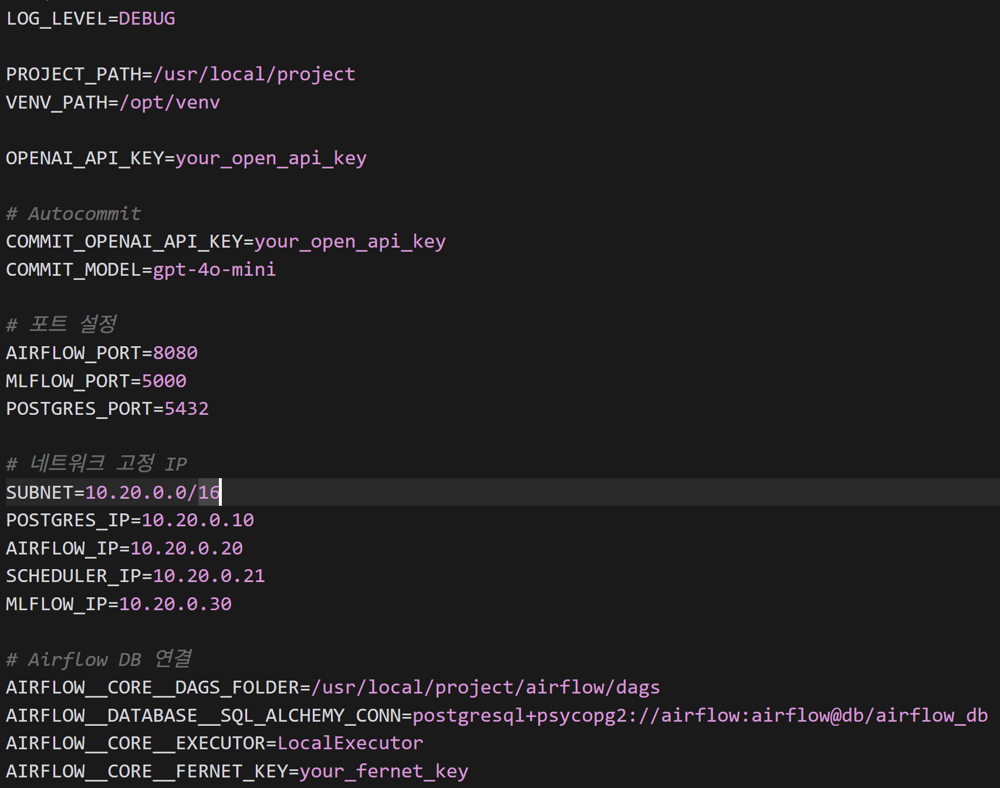 LOG_LEVEL=DEBUG
PROJECT_PATH=/usr/local/project
VENV_PATH=/opt/venv
OPENAI_API_KEY=your_open_api_key
# Autocommit
COMMIT_OPENAI_API_KEY=your_open_api_key
COMMIT_MODEL=gpt-4o-mini
# 포트 설정
AIRFLOW_PORT=8080
MLFLOW_PORT=5000
POSTGRES_PORT=5432
# 네트워크 고정 IP
SUBNET=10.20.0.0/16
POSTGRES_IP=10.20.0.10
AIRFLOW_IP=10.20.0.20
SCHEDULER_IP=10.20.0.21
MLFLOW_IP=10.20.0.30
# Airflow DB 연결
AIRFLOW__CORE__DAGS_FOLDER=/usr/local/project/airflow/dags
AIRFLOW__DATABASE__SQL_ALCHEMY_CONN=postgresql+psycopg2://airflow:airflow@db/airflow_db
AIRFLOW__CORE__EXECUTOR=LocalExecutor
AIRFLOW__CORE__FERNET_KEY=your_fernet_key